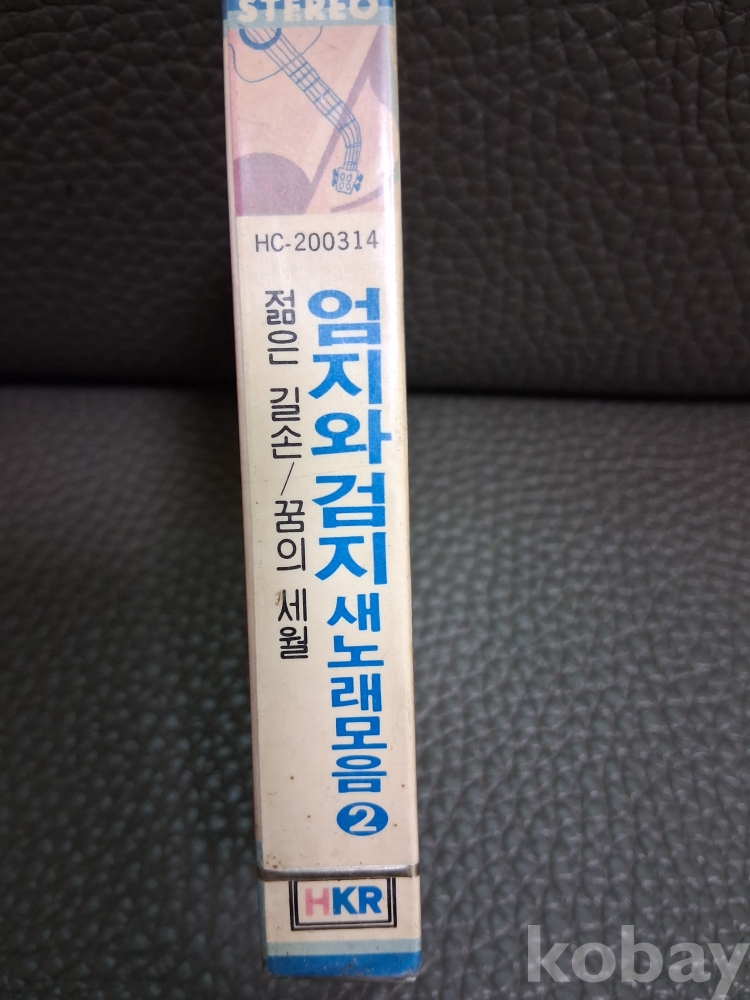 STEREO
HC-200314
엄지와 검지 새노래모음 2
젊은 길손/꿈의 세월
HKR
kobay